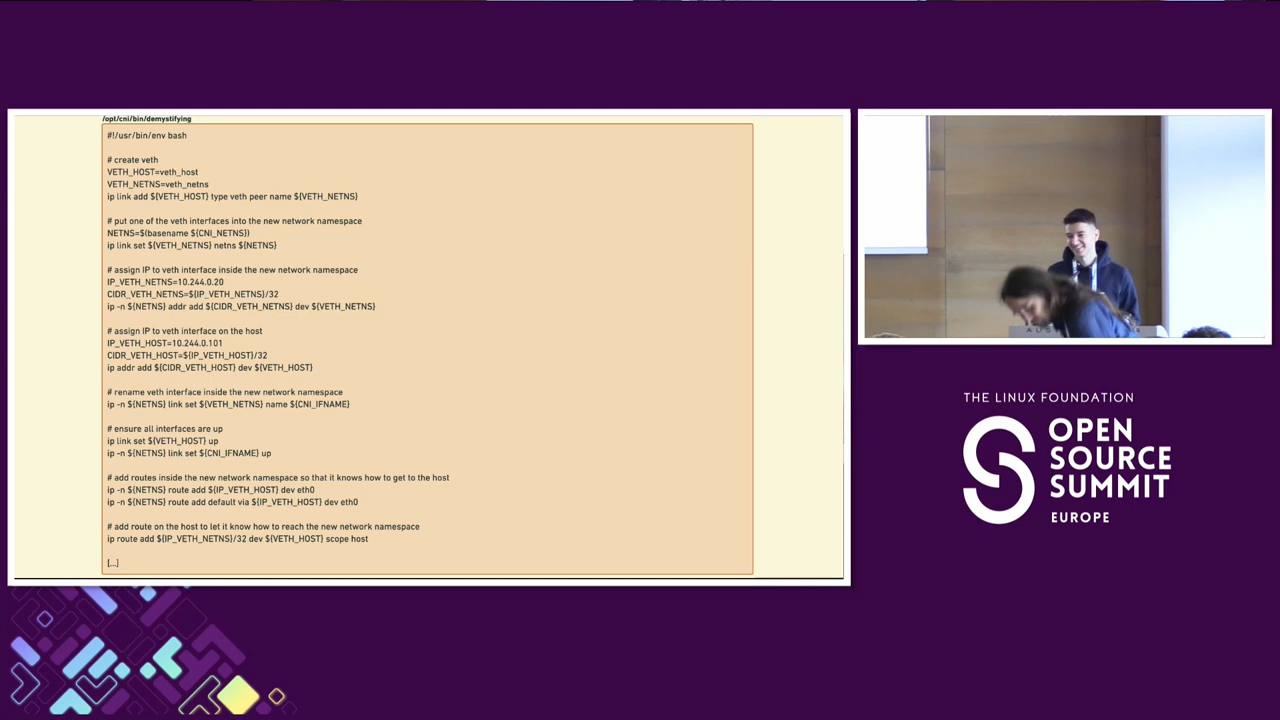 /opt/cni/bin/demystifying
#!/usr/bin/env bash
# create veth
VETH_HOST=veth_host
VETH_NETNS=veth_netns
ip link add ${VETH_HOST} type veth peer name ${VETH_NETNS}
# put one of the veth interfaces into the new network namespace
NETNS=$(basename ${CNI_NETNS})
ip link set ${VETH_NETNS} netns ${NETNS}
# assign IP to veth interface inside the new network namespace
IP_VETH_NETNS=10.244.0.20
CIDR_VETH_NETNS=${IP_VETH_NETNS}/32
ip -n ${NETNS} addr add ${CIDR_VETH_NETNS} dev ${VETH_NETNS}
# assign IP to veth interface on the host
IP_VETH_HOST=10.244.0.101
CIDR_VETH_HOST=${IP_VETH_HOST}/32
ip addr add ${CIDR_VETH_HOST} dev ${VETH_HOST}
# rename veth interface inside the new network namespace
ip -n ${NETNS} link set ${VETH_NETNS} name ${CNI_IFNAME}
# ensure all interfaces are up
ip link set ${VETH_HOST} up
ip -n ${NETNS} link set ${CNI_IFNAME} up
# add routes inside the new network namespace so that it knows how to get to the host
ip -n ${NETNS} route add ${IP_VETH_HOST} dev eth0
ip -n ${NETNS} route add default via ${IP_VETH_HOST} dev eth0
# add route on the host to let it know how to reach the new network namespace
ip route add ${IP_VETH_NETNS}/32 dev ${VETH_HOST} scope host
[...]
THE LINUX FOUNDATION
OPEN
SOURCE
SUMMIT
EUROPE